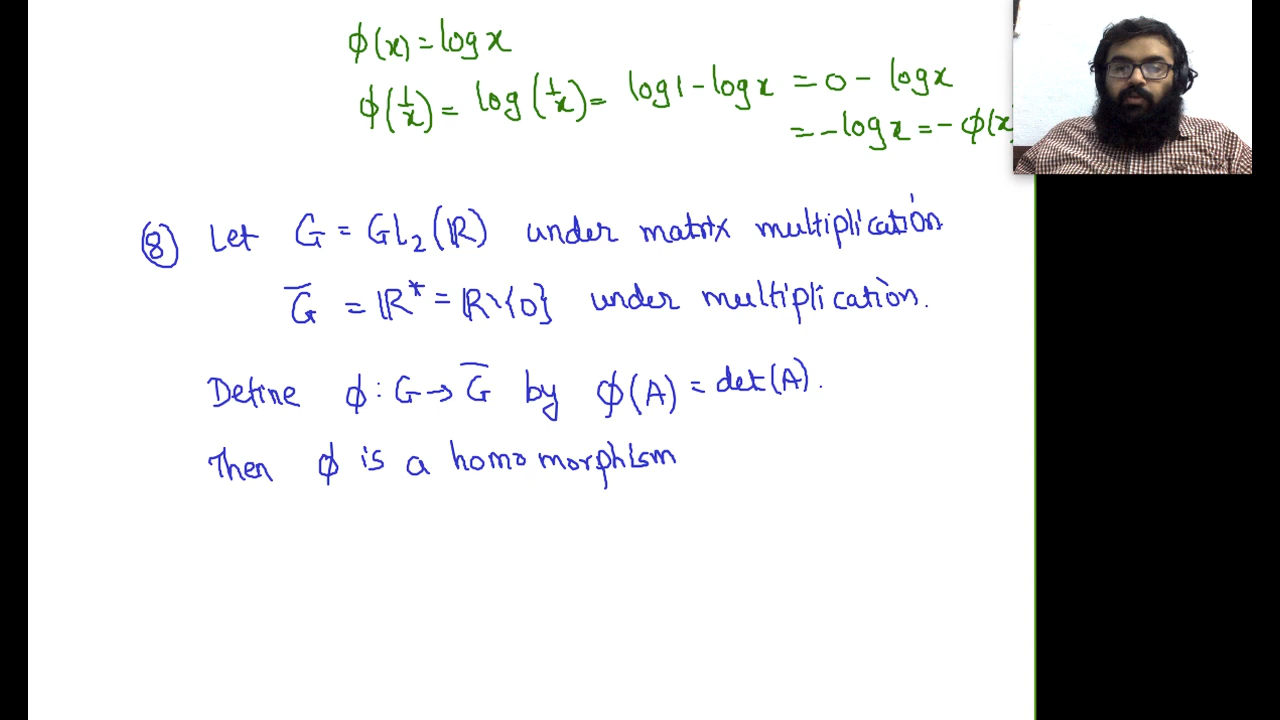 ϕ(x) = log x
ϕ(1/x) = log(1/x) = log 1 - log x = 0 - log x
= - log x = - ϕ(x)
⑧ Let G = GL₂(ℝ) under matrix multiplication
G̅ = ℝ* = ℝ\{0} under multiplication.
Define ϕ : G → G̅ by ϕ(A) = det(A).
Then ϕ is a homomorphism